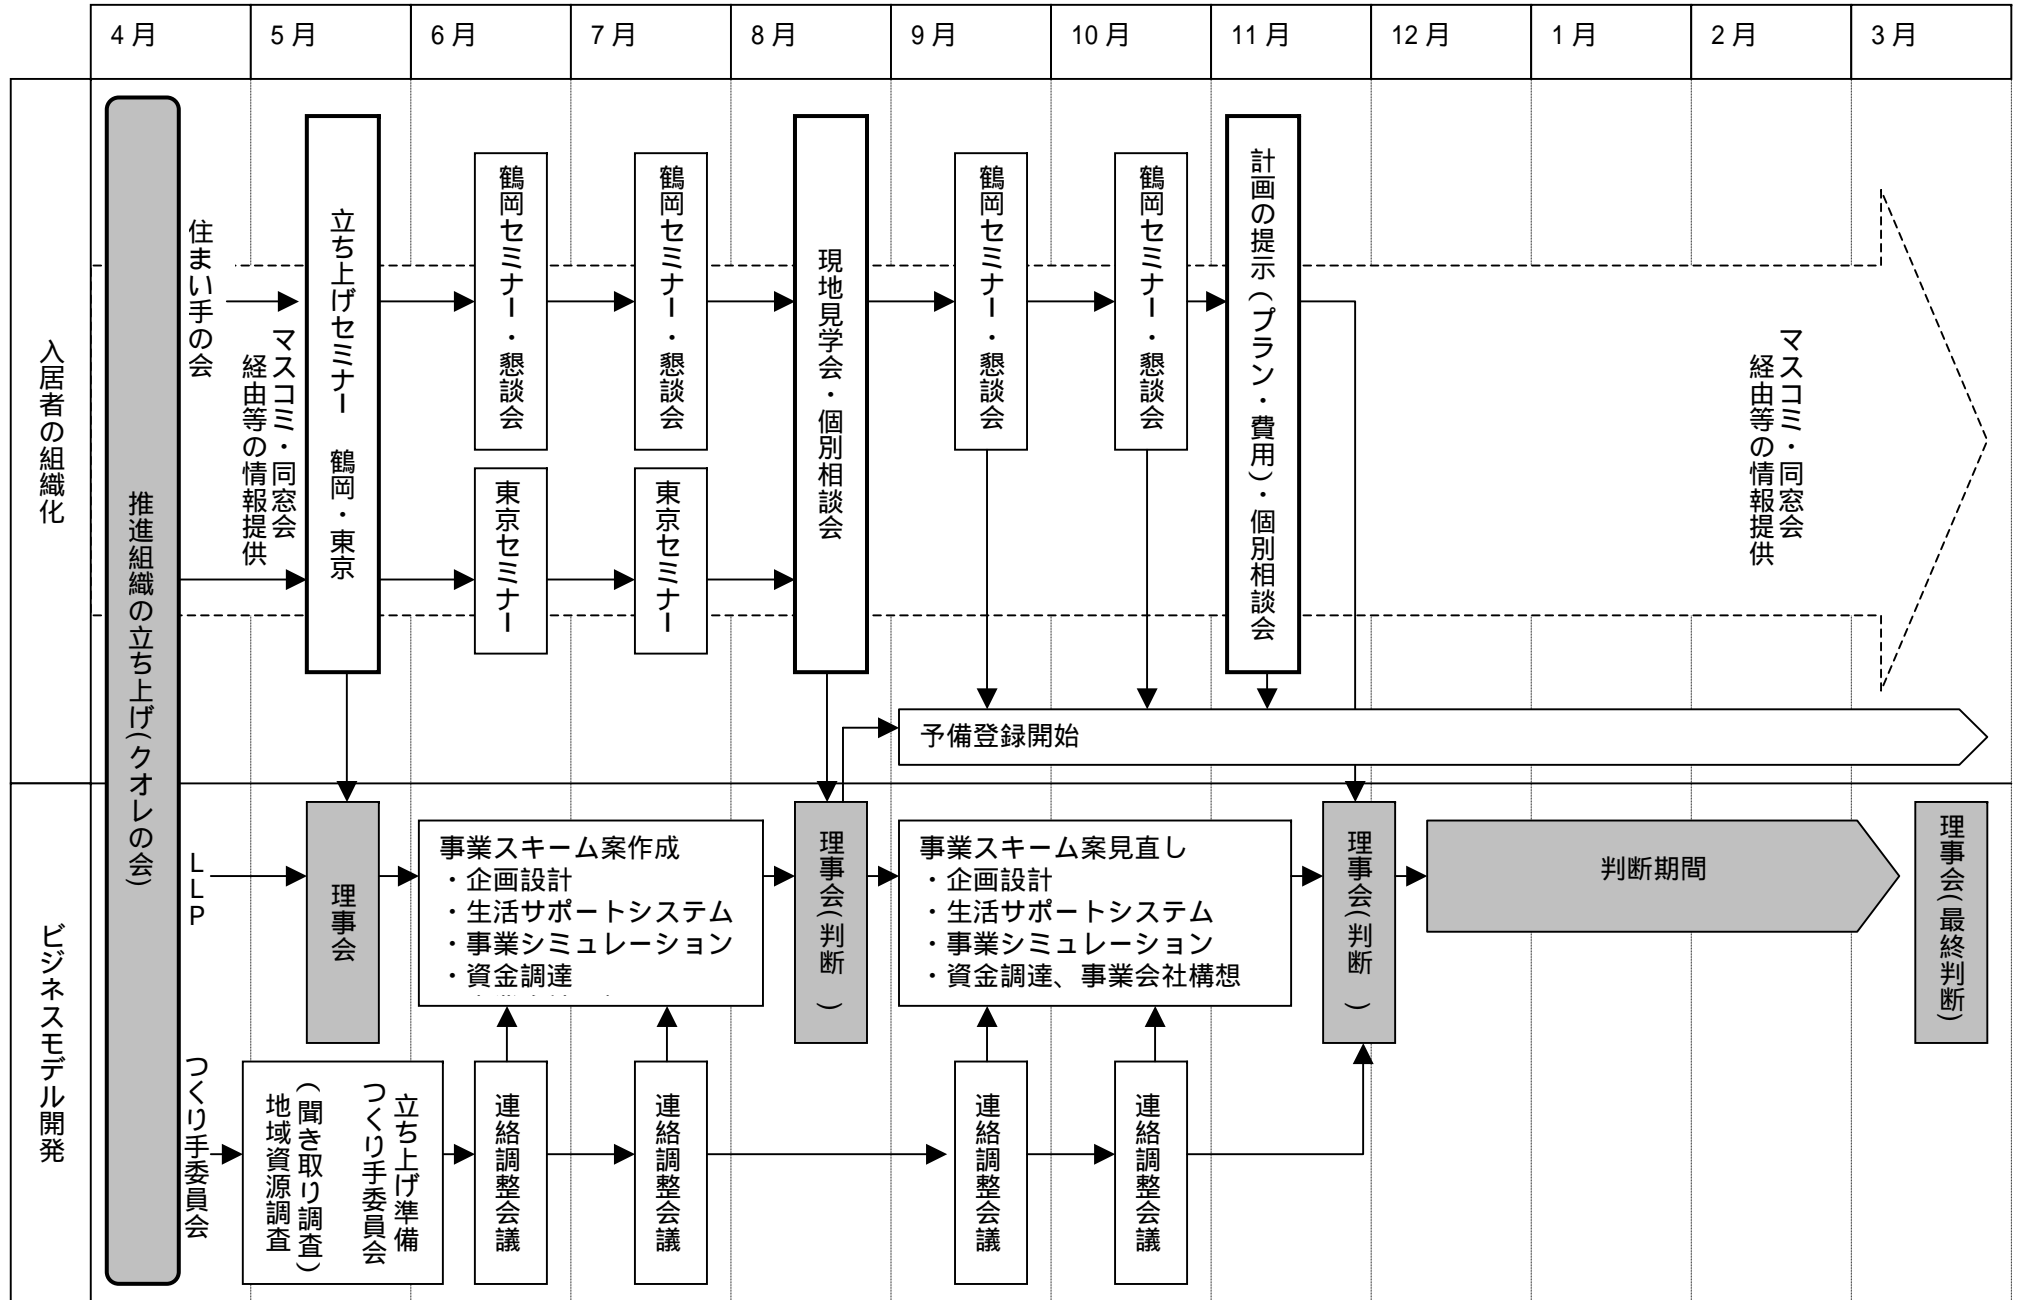 4月
5月
6月
7月
8月
9月
10月
11月
12月
1月
2月
3月
入居者の組織化
推進組織の立ち上げ(クオレの会)
住まい手の会
マスコミ・同窓会
経由等の情報提供
立ち上げセミナー 鶴岡・東京
鶴岡セミナー・懇談会
東京セミナー
鶴岡セミナー・懇談会
東京セミナー
現地見学会・個別相談会
鶴岡セミナー・懇談会
鶴岡セミナー・懇談会
計画の提示(プラン・費用)・個別相談会
マスコミ・同窓会
経由等の情報提供
予備登録開始
ビジネスモデル開発
LLP
理事会
事業スキーム案作成
・企画設計
・生活サポートシステム
・事業シミュレーション
・資金調達
理事会(判断 )
事業スキーム案見直し
・企画設計
・生活サポートシステム
・事業シミュレーション
・資金調達、事業会社構想
理事会(判断 )
判断期間
理事会(最終判断)
つくり手委員会
立ち上げ準備
つくり手委員会
(聞き取り調査)
地域資源調査
連絡調整会議
連絡調整会議
連絡調整会議
連絡調整会議